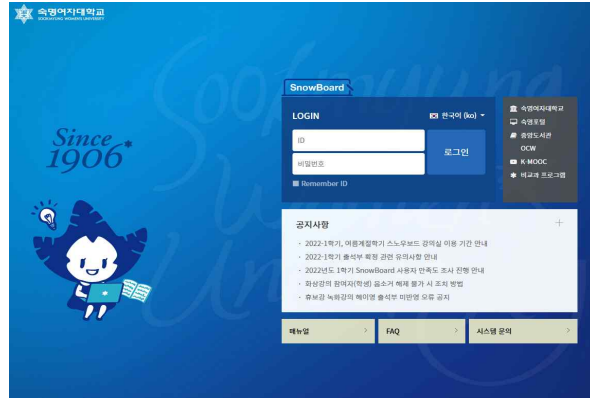 숙명여자대학교
SOOKMYUNG WOMEN'S UNIVERSITY
Sookmyung
Women's
University
Since
1906*
SnowBoard
LOGIN
한국어 (ko)
ID
비밀번호
로그인
Remember ID
숙명여자대학교
숙명포털
중앙도서관
OCW
K-MOOC
비교과 프로그램
공지사항
+
· 2022-1학기, 여름계절학기 스노우보드 강의실 이용 기간 안내
· 2022-1학기 출석부 확정 관련 유의사항 안내
· 2022년도 1학기 SnowBoard 사용자 만족도 조사 진행 안내
· 화상강의 참여자(학생) 음소거 해제 불가 시 조치 방법
· 휴보강 녹화강의 헤이영 출석부 미반영 오류 공지
매뉴얼 >
FAQ >
시스템 문의 >